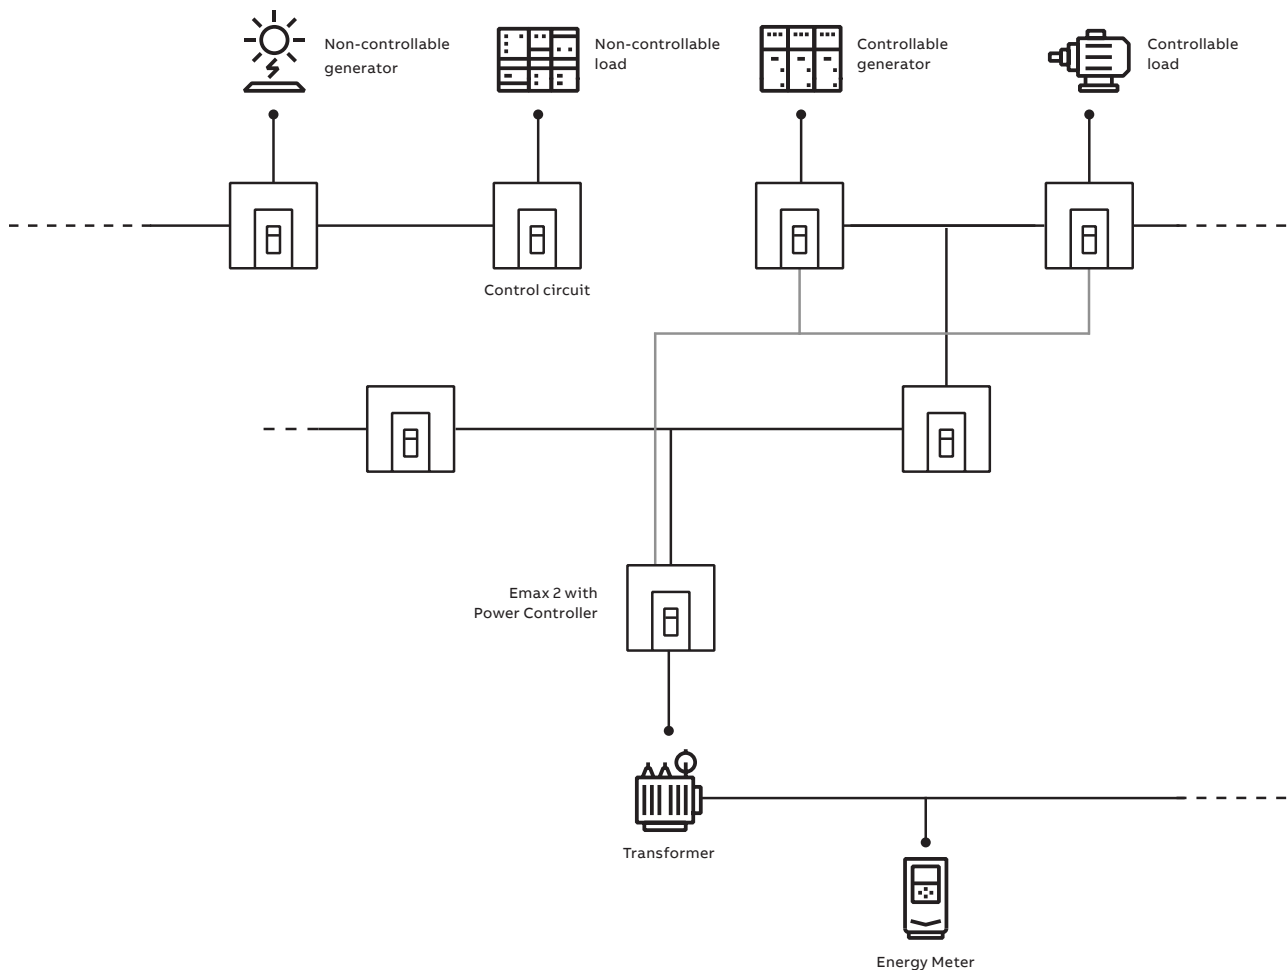 Non-controllable
generator
Non-controllable
load
Controllable
generator
Controllable
load
Control circuit
Emax 2 with
Power Controller
Transformer
Energy Meter